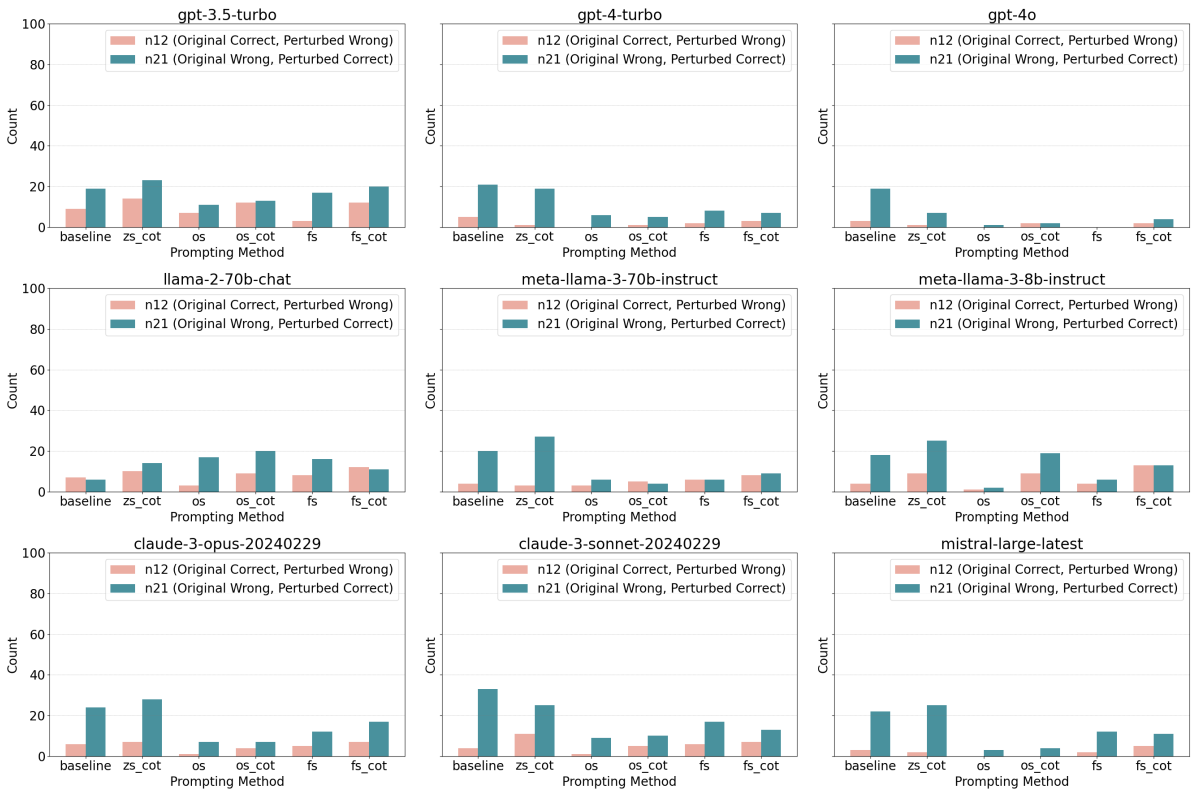 gpt-3.5-turbo
100
80
60
40
20
0
Count
n12 (Original Correct, Perturbed Wrong)
n21 (Original Wrong, Perturbed Correct)
baseline zs_cot os os_cot fs fs_cot
Prompting Method
gpt-4-turbo
Count
n12 (Original Correct, Perturbed Wrong)
n21 (Original Wrong, Perturbed Correct)
baseline zs_cot os os_cot fs fs_cot
Prompting Method
gpt-4o
Count
n12 (Original Correct, Perturbed Wrong)
n21 (Original Wrong, Perturbed Correct)
baseline zs_cot os os_cot fs fs_cot
Prompting Method
llama-2-70b-chat
100
80
60
40
20
0
Count
n12 (Original Correct, Perturbed Wrong)
n21 (Original Wrong, Perturbed Correct)
baseline zs_cot os os_cot fs fs_cot
Prompting Method
meta-llama-3-70b-instruct
Count
n12 (Original Correct, Perturbed Wrong)
n21 (Original Wrong, Perturbed Correct)
baseline zs_cot os os_cot fs fs_cot
Prompting Method
meta-llama-3-8b-instruct
Count
n12 (Original Correct, Perturbed Wrong)
n21 (Original Wrong, Perturbed Correct)
baseline zs_cot os os_cot fs fs_cot
Prompting Method
claude-3-opus-20240229
100
80
60
40
20
0
Count
n12 (Original Correct, Perturbed Wrong)
n21 (Original Wrong, Perturbed Correct)
baseline zs_cot os os_cot fs fs_cot
Prompting Method
claude-3-sonnet-20240229
Count
n12 (Original Correct, Perturbed Wrong)
n21 (Original Wrong, Perturbed Correct)
baseline zs_cot os os_cot fs fs_cot
Prompting Method
mistral-large-latest
Count
n12 (Original Correct, Perturbed Wrong)
n21 (Original Wrong, Perturbed Correct)
baseline zs_cot os os_cot fs fs_cot
Prompting Method